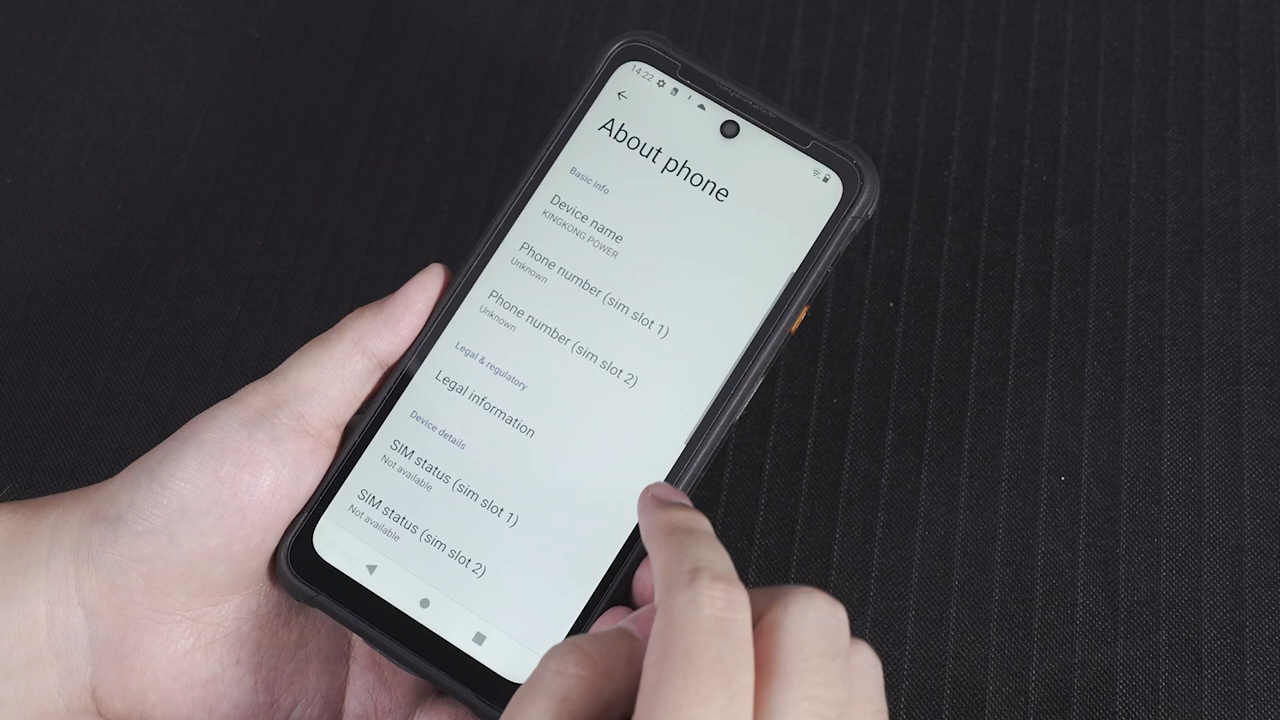 14:22
About phone
Basic info
Device name
KINGKONG POWER
Phone number (sim slot 1)
Unknown
Phone number (sim slot 2)
Unknown
Legal & regulatory
Legal information
Device details
SIM status (sim slot 1)
Not available
SIM status (sim slot 2)
Not available